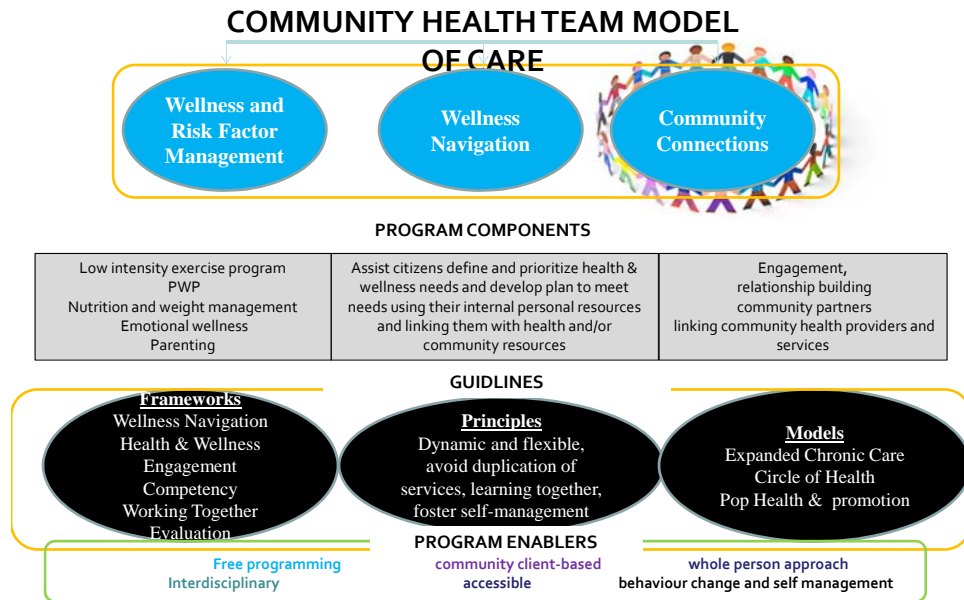 COMMUNITY HEALTH TEAM MODEL
OF CARE
Wellness and
Risk Factor
Management
Wellness
Navigation
Community
Connections
PROGRAM COMPONENTS
Low intensity exercise program
PWP
Nutrition and weight management
Emotional wellness
Parenting
Assist citizens define and prioritize health &
wellness needs and develop plan to meet
needs using their internal personal resources
and linking them with health and/or
community resources
Engagement,
relationship building
community partners
linking community health providers and
services
GUIDLINES
Frameworks
Wellness Navigation
Health & Wellness
Engagement
Competency
Working Together
Evaluation
Principles
Dynamic and flexible,
avoid duplication of
services, learning together,
foster self-management
Models
Expanded Chronic Care
Circle of Health
Pop Health & promotion
PROGRAM ENABLERS
Free programming community client-based whole person approach
Interdisciplinary accessible behaviour change and self management